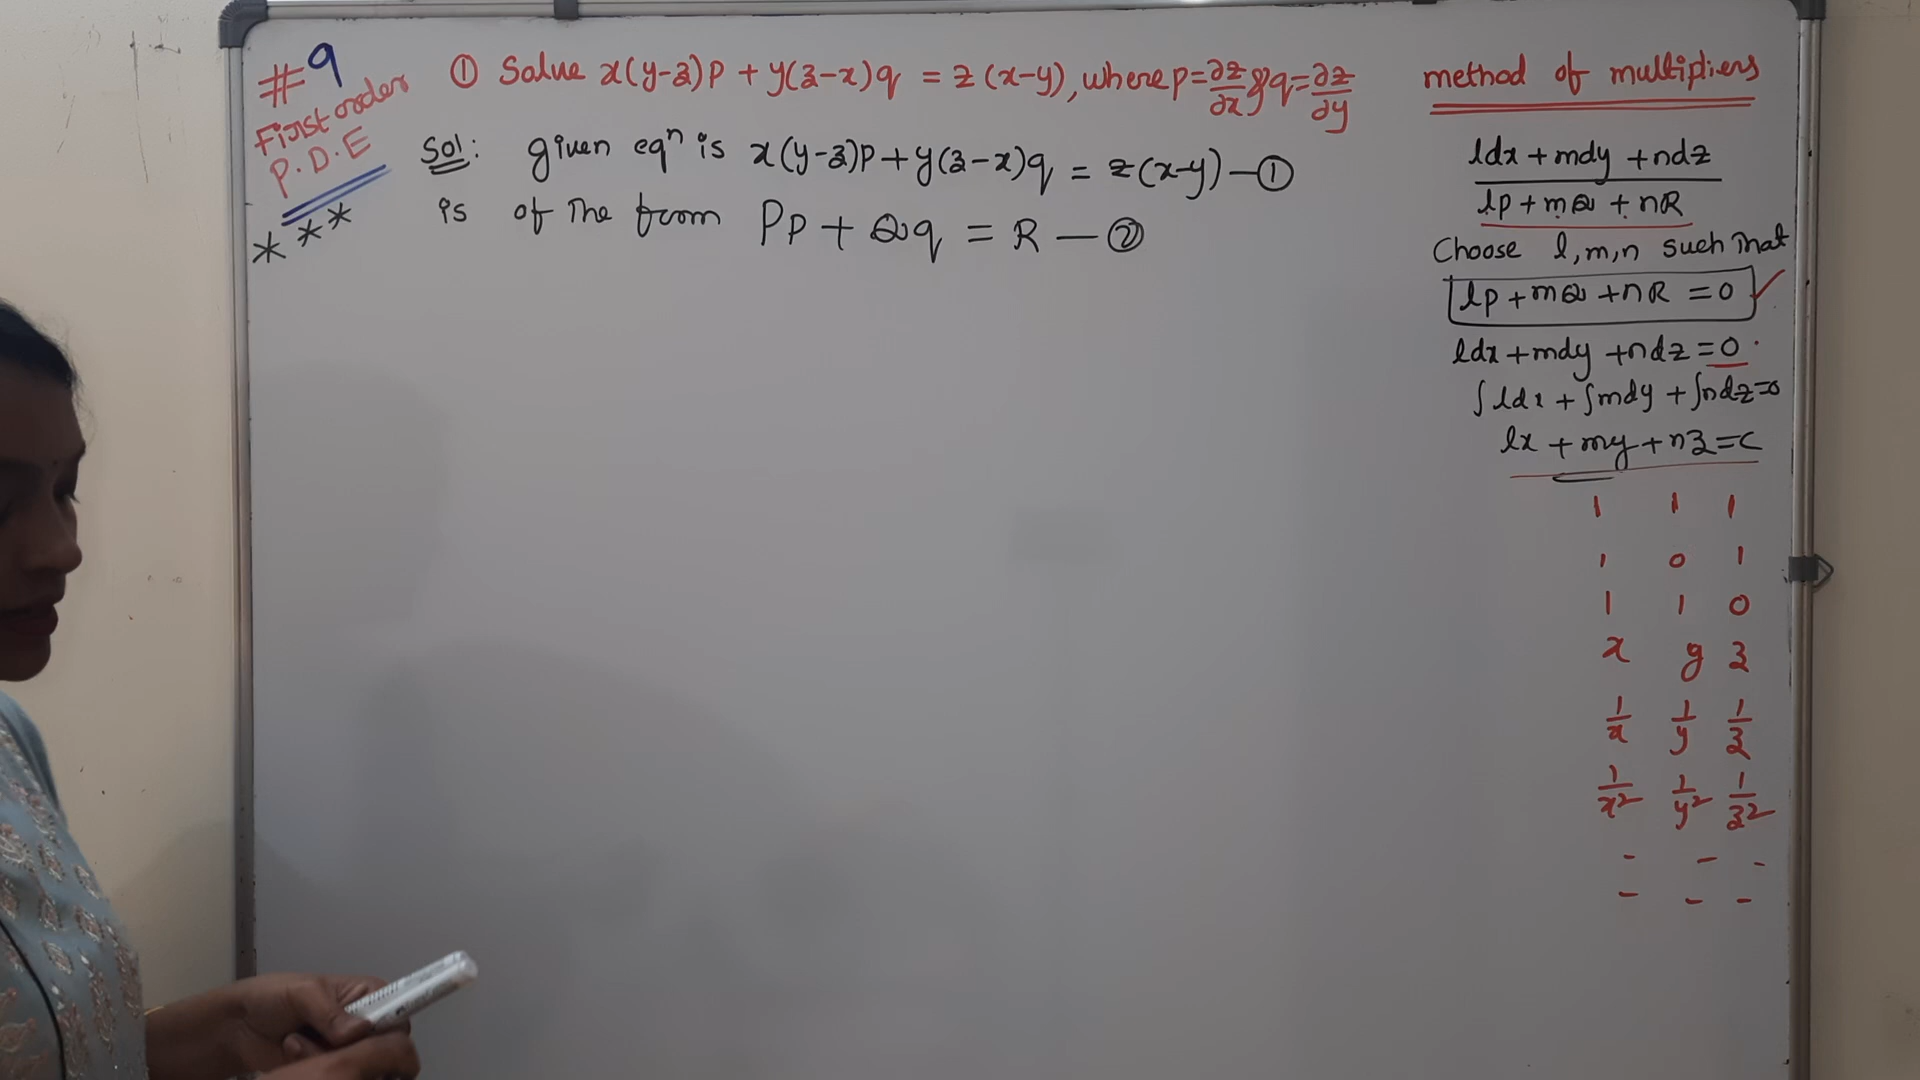 #9
First order
P.D.E
***
① Solve x(y-z)p + y(z-x)q = z(x-y), where p=∂z/∂x & q=∂z/∂y
Sol: given eqⁿ is x(y-z)p + y(z-x)q = z(x-y) — ①
is of the form Pp + Qq = R — ②
method of multipliers
ldx + mdy + ndz
lp + mQ + nR
Choose l, m, n such that
lp + mQ + nR = 0 ✓
ldx + mdy + ndz = 0
∫ldx + ∫mdy + ∫ndz = 0
lx + my + nz = c
1 1 1
1 0 1
1 1 0
x y z
1/x 1/y 1/z
1/x² 1/y² 1/z²
- - -
- - -